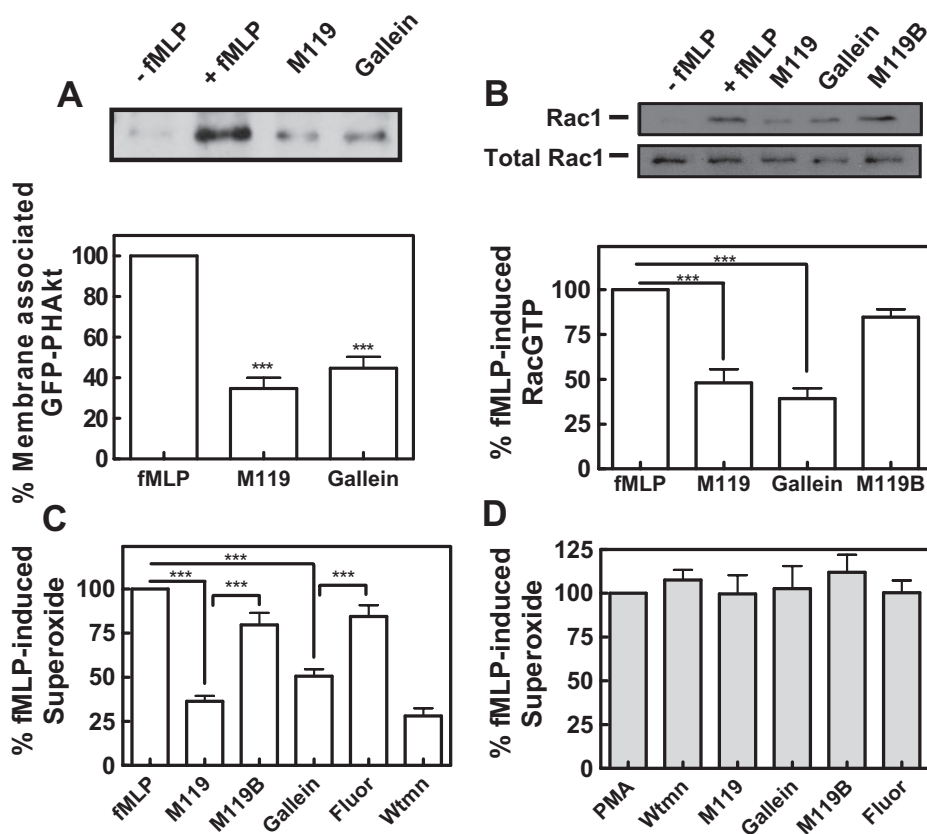 A
- fMLP
+ fMLP
M119
Gallein
% Membrane associated
GFP-PHAkt
100
80
60
40
20
0
***
***
fMLP
M119
Gallein
B
- fMLP
+ fMLP
M119
Gallein
M119B
Rac1
Total Rac1
% fMLP-induced
RacGTP
100
75
50
25
0
***
***
fMLP
M119
Gallein
M119B
C
% fMLP-induced
Superoxide
100
75
50
25
0
***
***
***
***
fMLP
M119
M119B
Gallein
Fluor
Wtmn
D
% fMLP-induced
Superoxide
125
100
75
50
25
0
PMA
Wtmn
M119
Gallein
M119B
Fluor